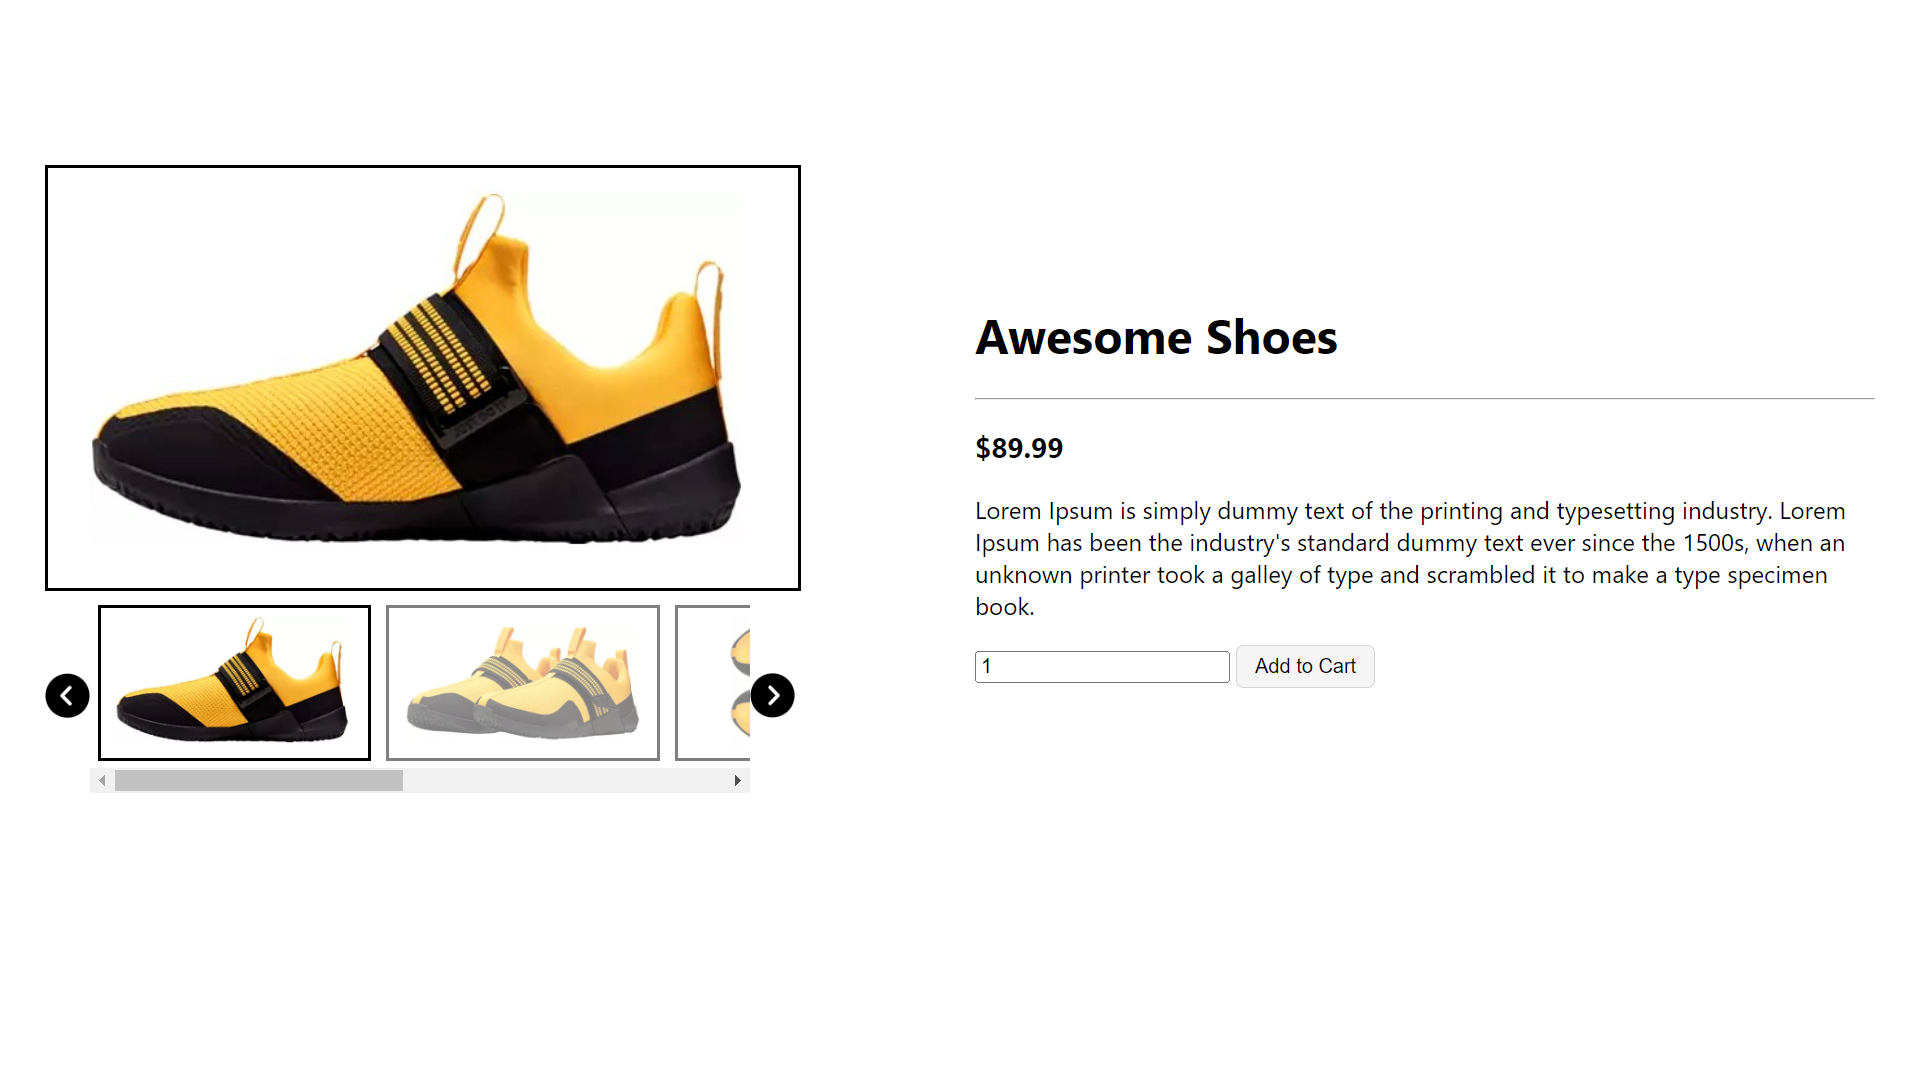 Awesome Shoes
$89.99
Lorem Ipsum is simply dummy text of the printing and typesetting industry. Lorem
Ipsum has been the industry's standard dummy text ever since the 1500s, when an
unknown printer took a galley of type and scrambled it to make a type specimen
book.
1
Add to Cart